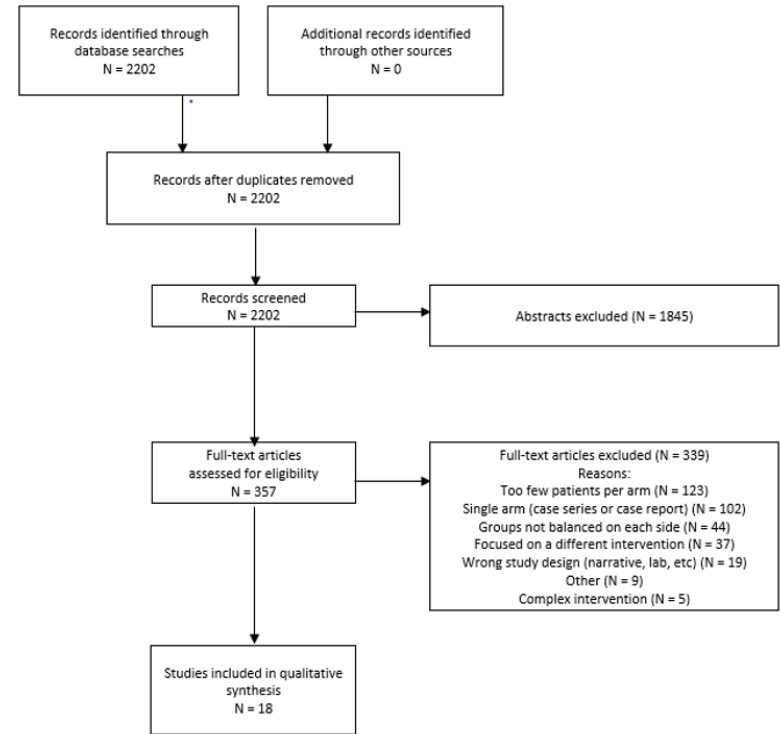 Records identified through
database searches
N = 2202
Additional records identified
through other sources
N = 0
Records after duplicates removed
N = 2202
Records screened
N = 2202
Abstracts excluded (N = 1845)
Full-text articles
assessed for eligibility
N = 357
Full-text articles excluded (N = 339)
Reasons:
Too few patients per arm (N = 123)
Single arm (case series or case report) (N = 102)
Groups not balanced on each side (N = 44)
Focused on a different intervention (N = 37)
Wrong study design (narrative, lab, etc) (N = 19)
Other (N = 9)
Complex intervention (N = 5)
Studies included in qualitative
synthesis
N = 18